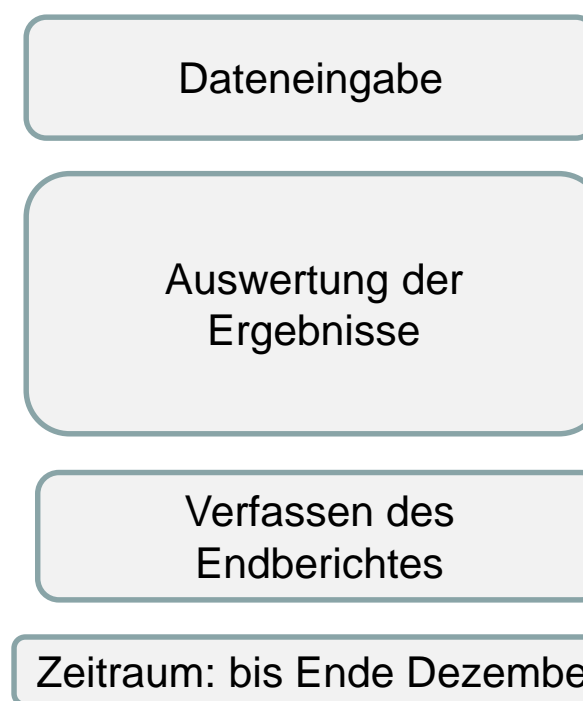 Dateneingabe
Auswertung der
Ergebnisse
Verfassen des
Endberichtes
Zeitraum: bis Ende Dezembe